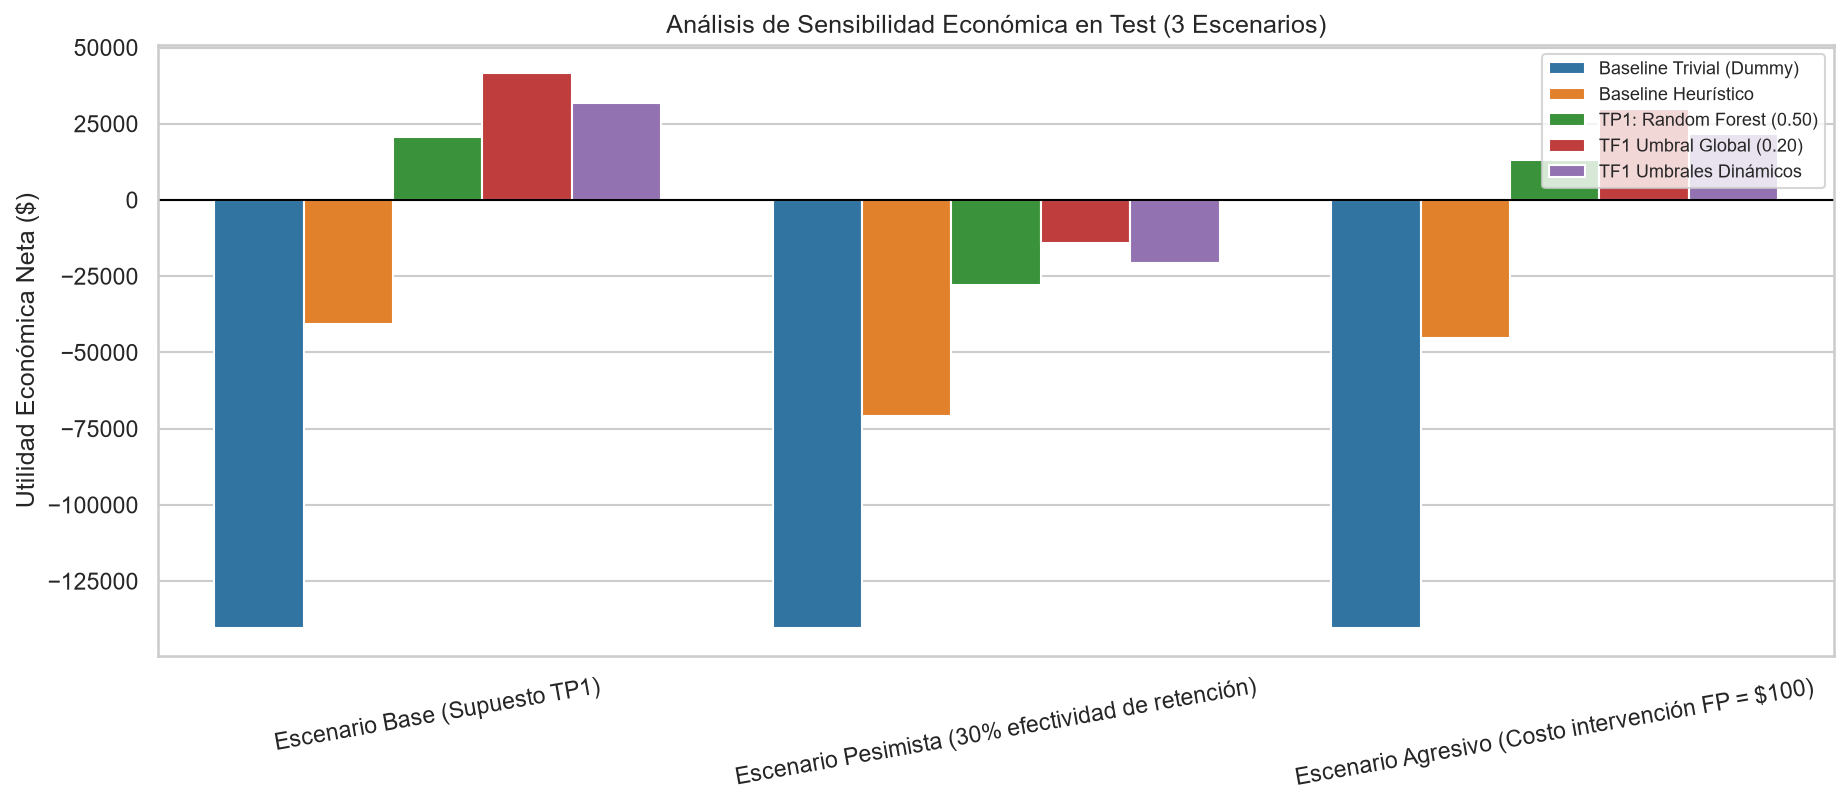 Análisis de Sensibilidad Económica en Test (3 Escenarios)
Utilidad Económica Neta ($)
50000
25000
0
−25000
−50000
−75000
−100000
−125000
Baseline Trivial (Dummy)
Baseline Heurístico
TP1: Random Forest (0.50)
TF1 Umbral Global (0.20)
TF1 Umbrales Dinámicos
Escenario Base (Supuesto TP1)
Escenario Pesimista (30% efectividad de retención)
Escenario Agresivo (Costo intervención FP = $100)